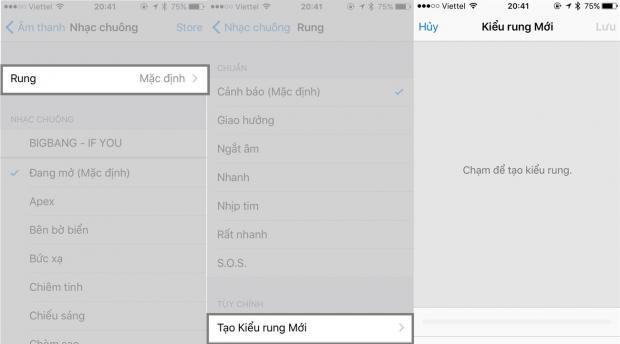 Viettel 20:41 75%
Âm thanh Nhạc chuông Store
Rung Mặc định
NHẠC CHUÔNG
BIGBANG - IF YOU
Đang mở (Mặc định)
Apex
Bên bờ biển
Bức xạ
Chiêm tinh
Chiếu sáng
Chòm sao
Viettel 20:41 75%
Nhạc chuông Rung
CHUẨN
Cảnh báo (Mặc định)
Giao hưởng
Ngắt âm
Nhanh
Nhịp tim
Rất nhanh
S.O.S.
TÙY CHỈNH
Tạo Kiểu rung Mới
Viettel 20:41 75%
Hủy Kiểu rung Mới Lưu
Chạm để tạo kiểu rung.